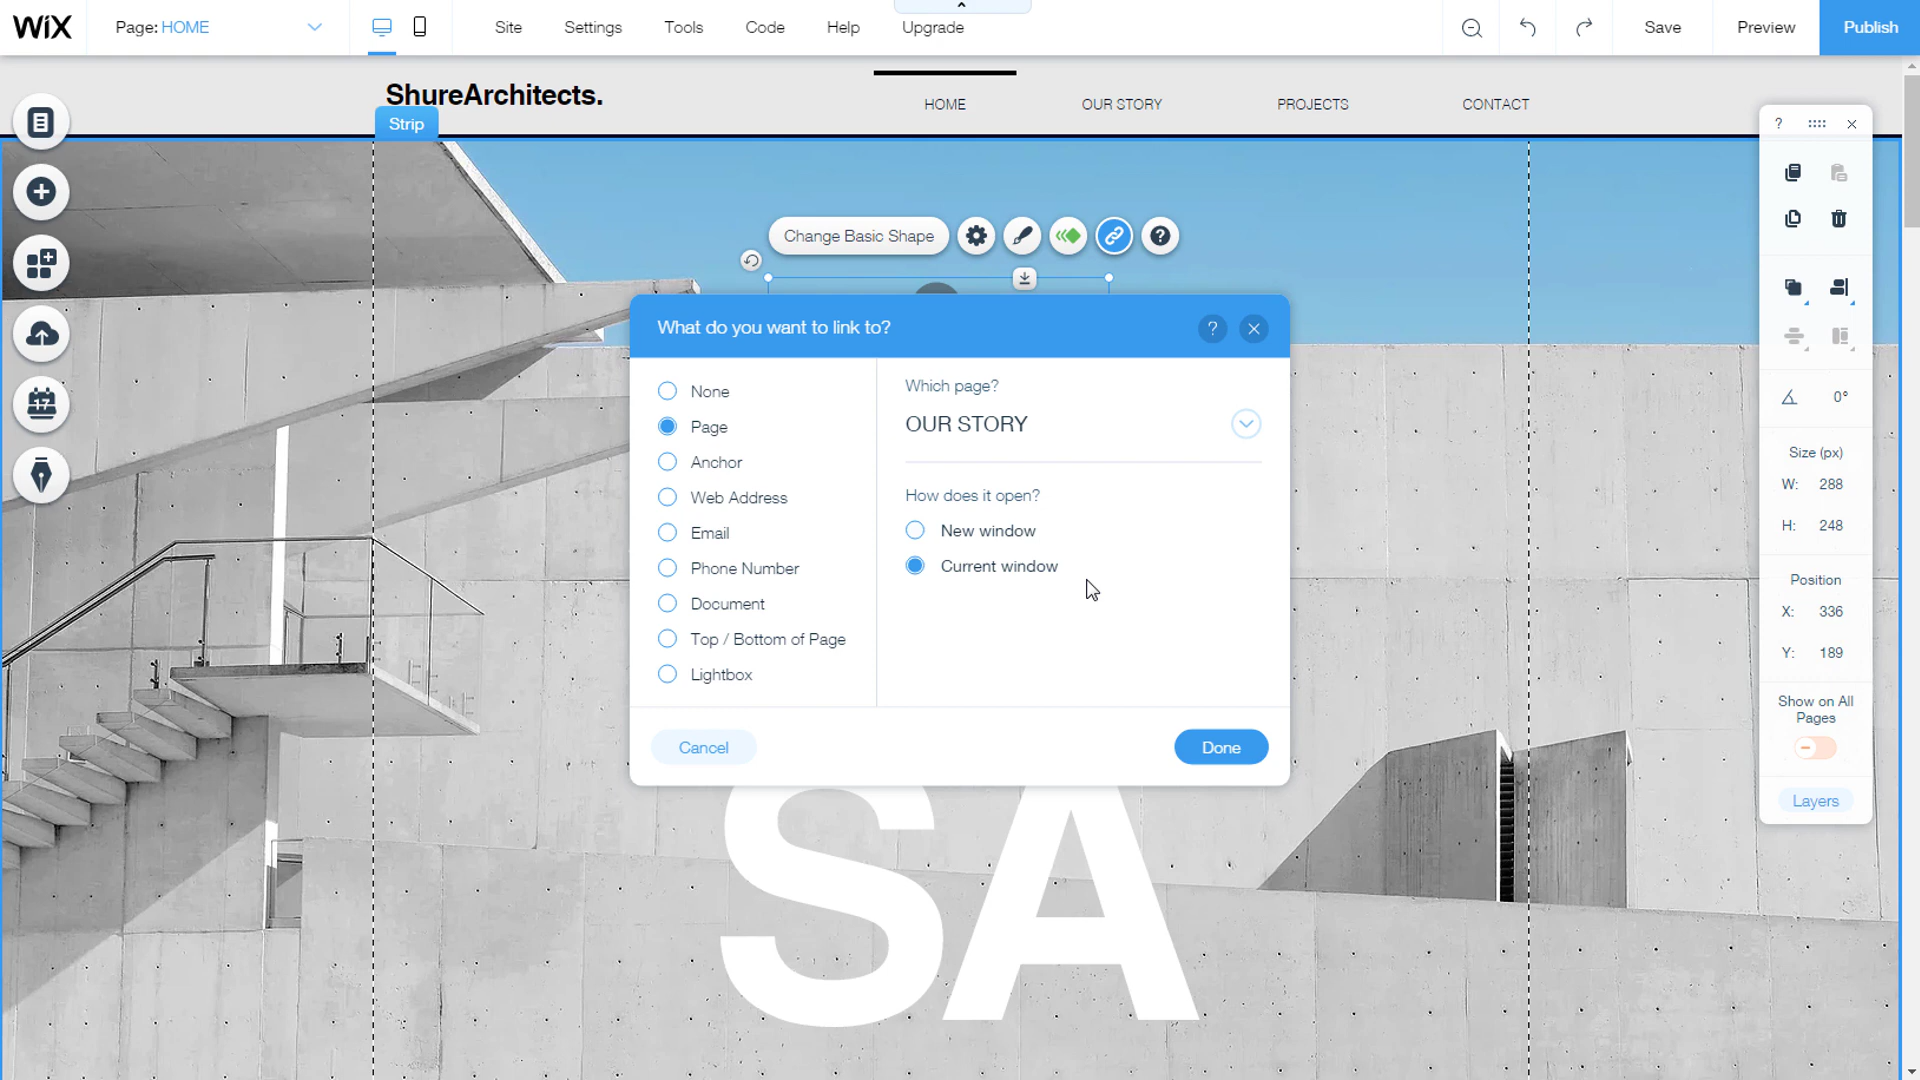 WiX
Page: HOME
Site
Settings
Tools
Code
Help
Upgrade
Save
Preview
Publish
ShureArchitects.
HOME
OUR STORY
PROJECTS
CONTACT
Strip
Change Basic Shape
?
What do you want to link to?
?
None
Page
Anchor
Web Address
Email
Phone Number
Document
Top / Bottom of Page
Lightbox
Which page?
OUR STORY
How does it open?
New window
Current window
Cancel
Done
17
SA
?
0°
Size (px)
W: 288
H: 248
Position
X: 336
Y: 189
Show on All
Pages
Layers